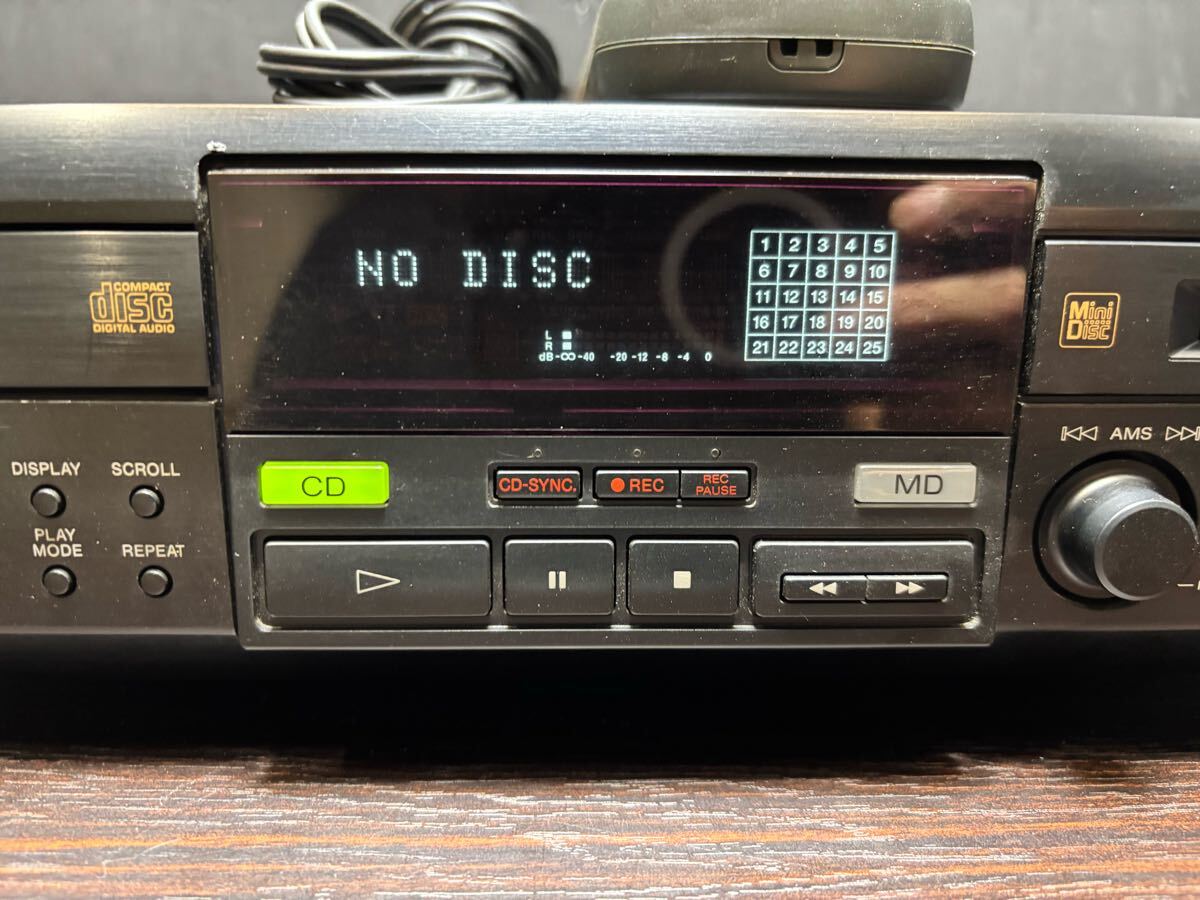 NO DISC
1 2 3 4 5
6 7 8 9 10
11 12 13 14 15
16 17 18 19 20
21 22 23 24 25
L
R
dB -∞ -40 -20 -12 -8 -4 0
COMPACT
disc
DIGITAL AUDIO
Mini
Disc
DISPLAY SCROLL
PLAY
MODE
REPEAT
CD
CD-SYNC.
REC
REC
PAUSE
MD
AMS